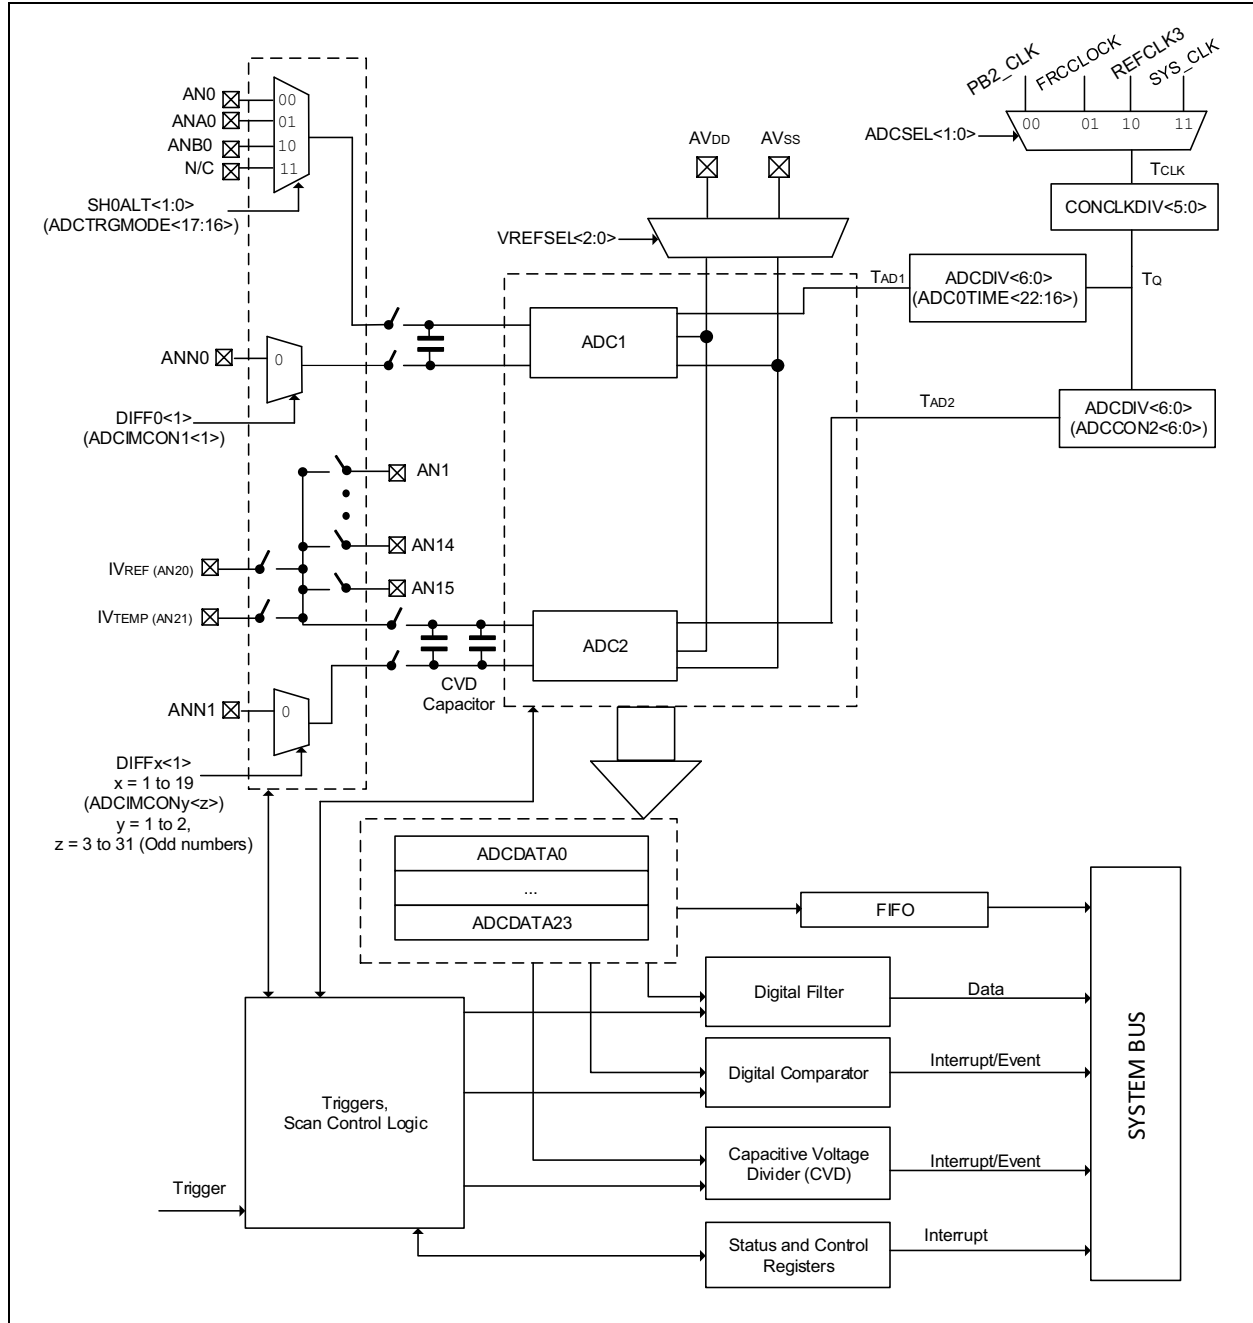 PB2_CLK
FRCCLOCK
REFCLK3
SYS_CLK
AN0
00
ANA0
01
ANB0
10
N/C
11
SH0ALT<1:0>
(ADCTRGMODE<17:16>)
ADCSEL<1:0>
00 01 10 11
TCLK
CONCLKDIV<5:0>
AVDD
AVSS
VREFSEL<2:0>
TAD1
ADCDIV<6:0>
(ADC0TIME<22:16>)
TQ
ADC1
ANN0
0
DIFF0<1>
(ADCIMCON1<1>)
TAD2
ADCDIV<6:0>
(ADCCON2<6:0>)
AN1
AN14
IVREF (AN20)
AN15
IVTEMP (AN21)
ADC2
CVD
Capacitor
ANN1
0
DIFFx<1>
x = 1 to 19
(ADCIMCONy<z>)
y = 1 to 2,
z = 3 to 31 (Odd numbers)
ADCDATA0
...
ADCDATA23
FIFO
Digital Filter
Data
Digital Comparator
Interrupt/Event
Triggers,
Scan Control Logic
Capacitive Voltage
Divider (CVD)
Interrupt/Event
Trigger
Status and Control
Registers
Interrupt
SYSTEM BUS